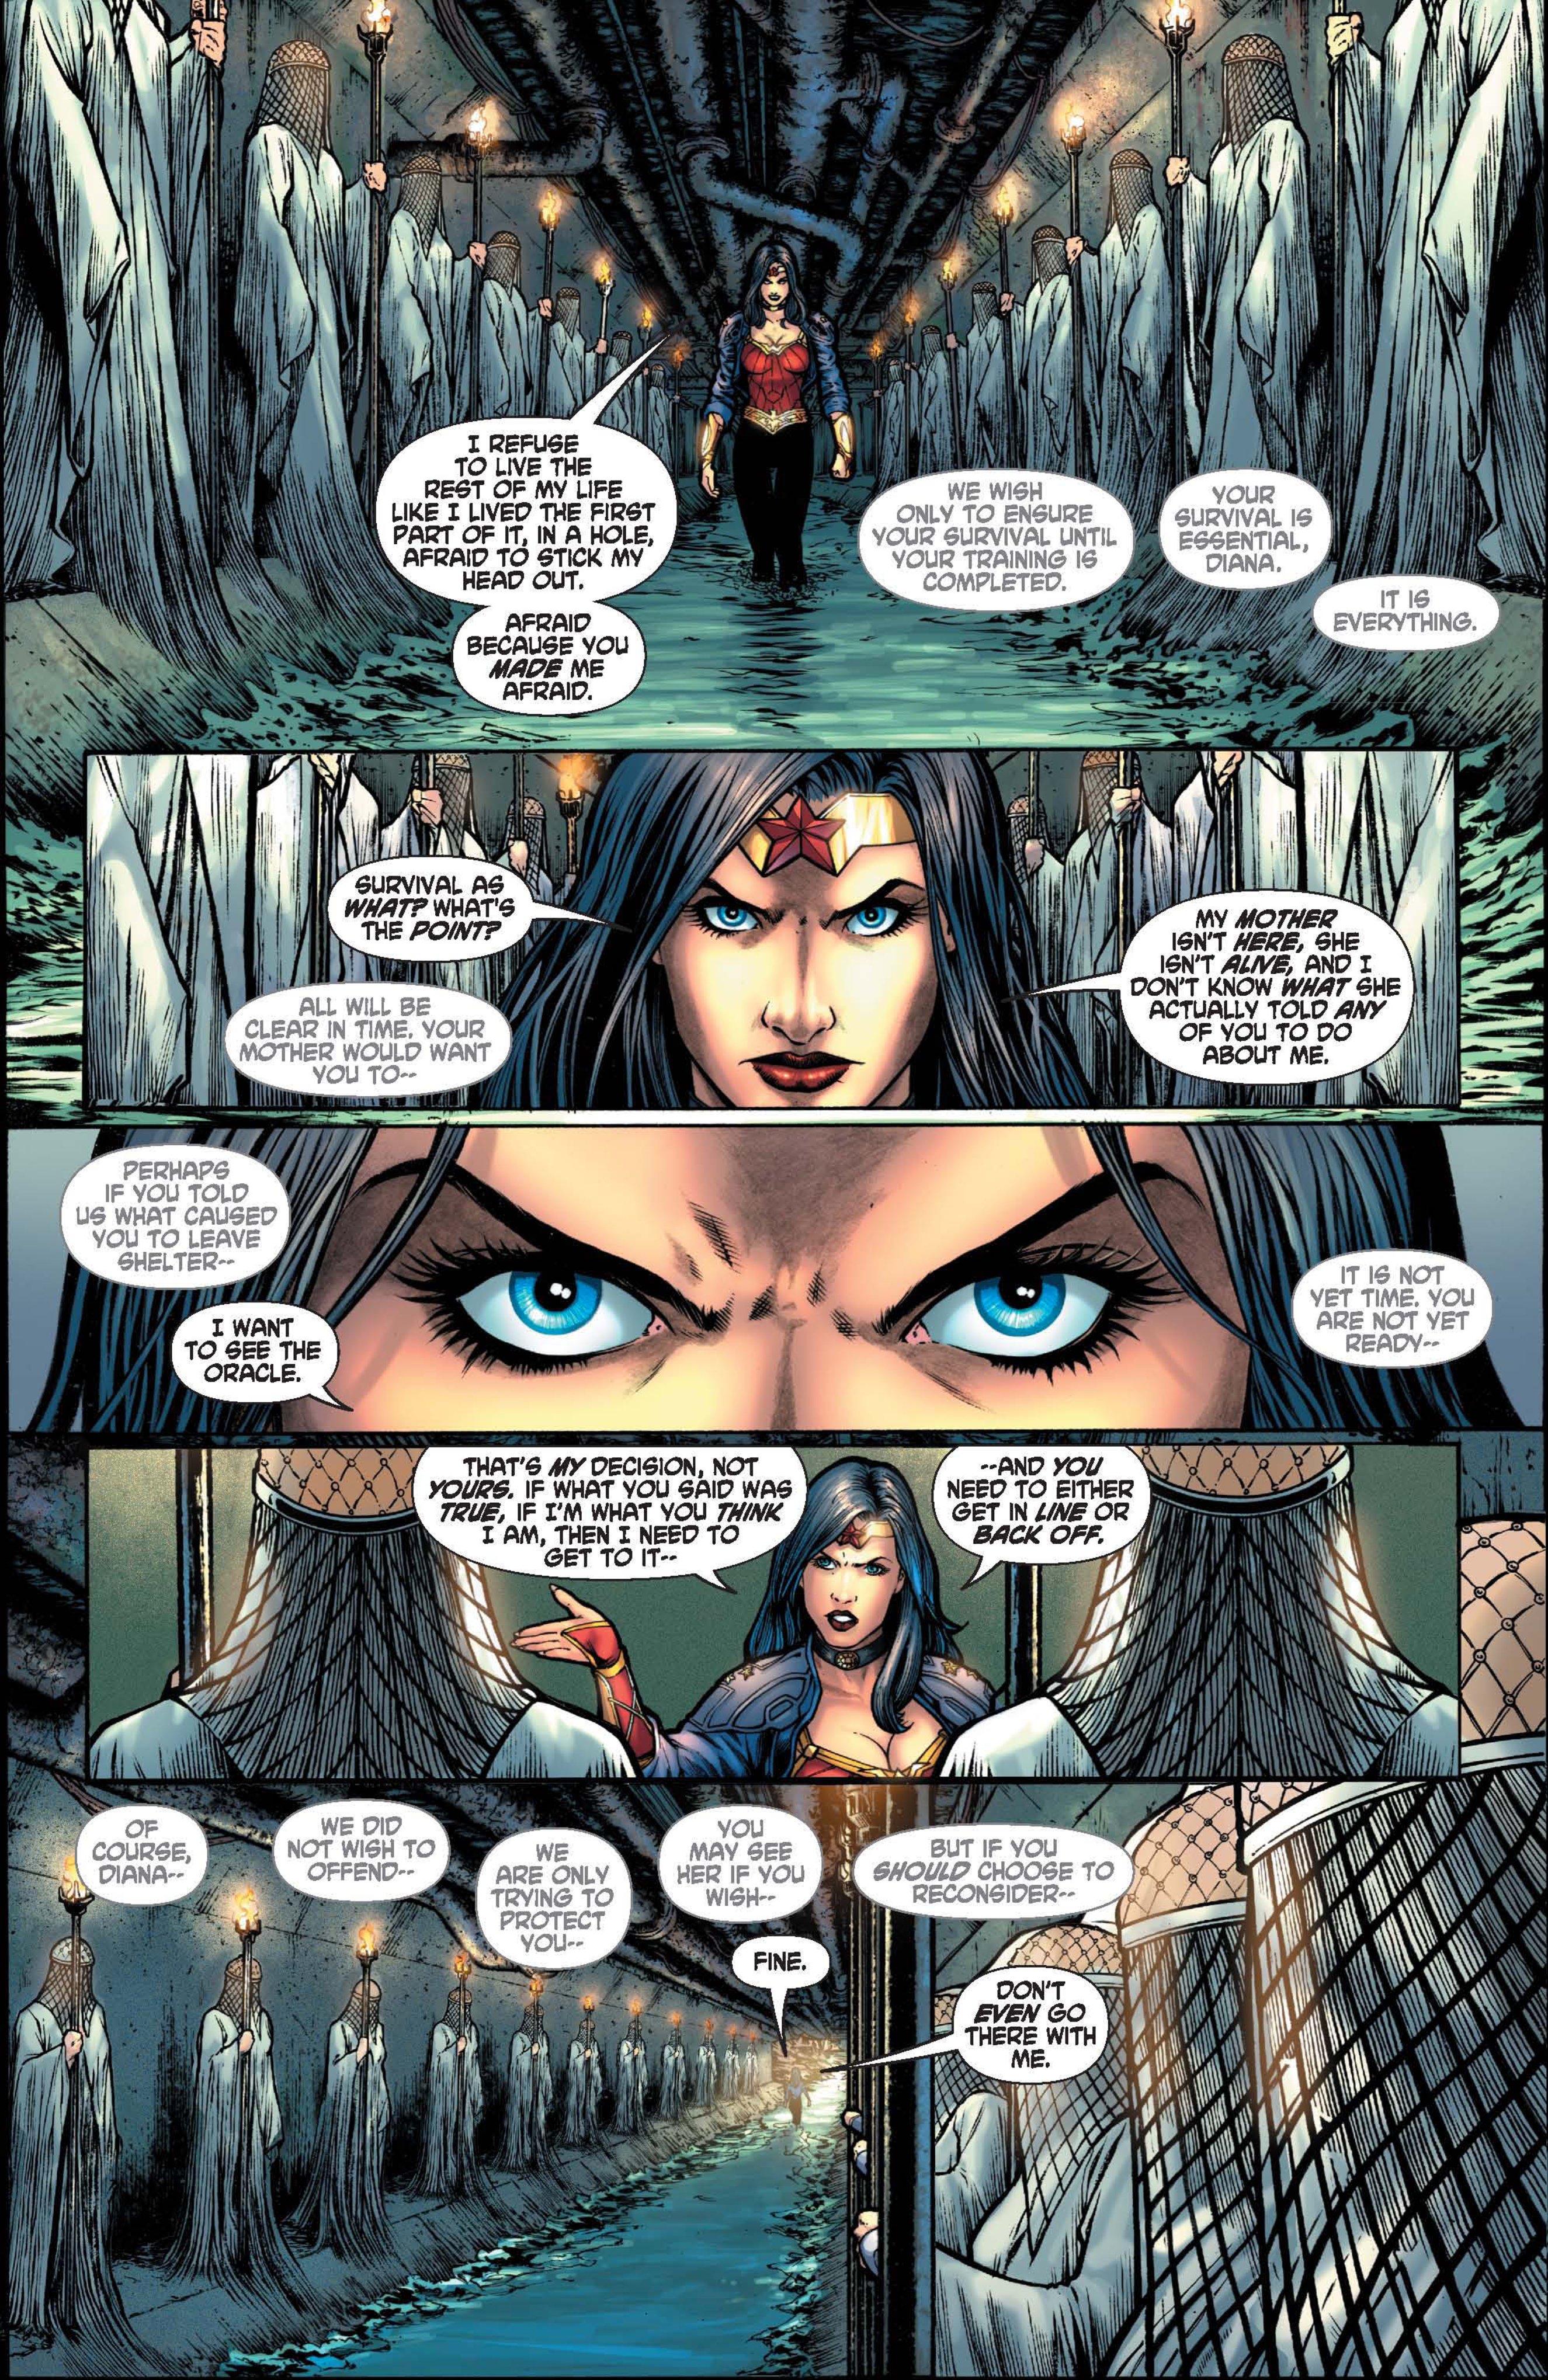 I REFUSE
TO LIVE THE
REST OF MY LIFE
LIKE I LIVED THE FIRST
PART OF IT, IN A HOLE,
AFRAID TO STICK MY
HEAD OUT.
AFRAID
BECAUSE YOU
MADE ME
AFRAID.
WE WISH
ONLY TO ENSURE
YOUR SURVIVAL UNTIL
YOUR TRAINING IS
COMPLETED.
YOUR
SURVIVAL IS
ESSENTIAL,
DIANA.
IT IS
EVERYTHING.
SURVIVAL AS
WHAT? WHAT'S
THE POINT?
ALL WILL BE
CLEAR IN TIME. YOUR
MOTHER WOULD WANT
YOU TO--
MY MOTHER
ISN'T HERE, SHE
ISN'T ALIVE, AND I
DON'T KNOW WHAT SHE
ACTUALLY TOLD ANY
OF YOU TO DO
ABOUT ME.
PERHAPS
IF YOU TOLD
US WHAT CAUSED
YOU TO LEAVE
SHELTER--
I WANT
TO SEE THE
ORACLE.
IT IS NOT
YET TIME. YOU
ARE NOT YET
READY--
THAT'S MY DECISION, NOT
YOURS. IF WHAT YOU SAID WAS
TRUE, IF I'M WHAT YOU THINK
I AM, THEN I NEED TO
GET TO IT--
--AND YOU
NEED TO EITHER
GET IN LINE OR
BACK OFF.
OF
COURSE,
DIANA--
WE DID
NOT WISH TO
OFFEND--
WE
ARE ONLY
TRYING TO
PROTECT
YOU--
YOU
MAY SEE
HER IF YOU
WISH--
FINE.
BUT IF YOU
SHOULD CHOOSE TO
RECONSIDER--
DON'T
EVEN GO
THERE WITH
ME.